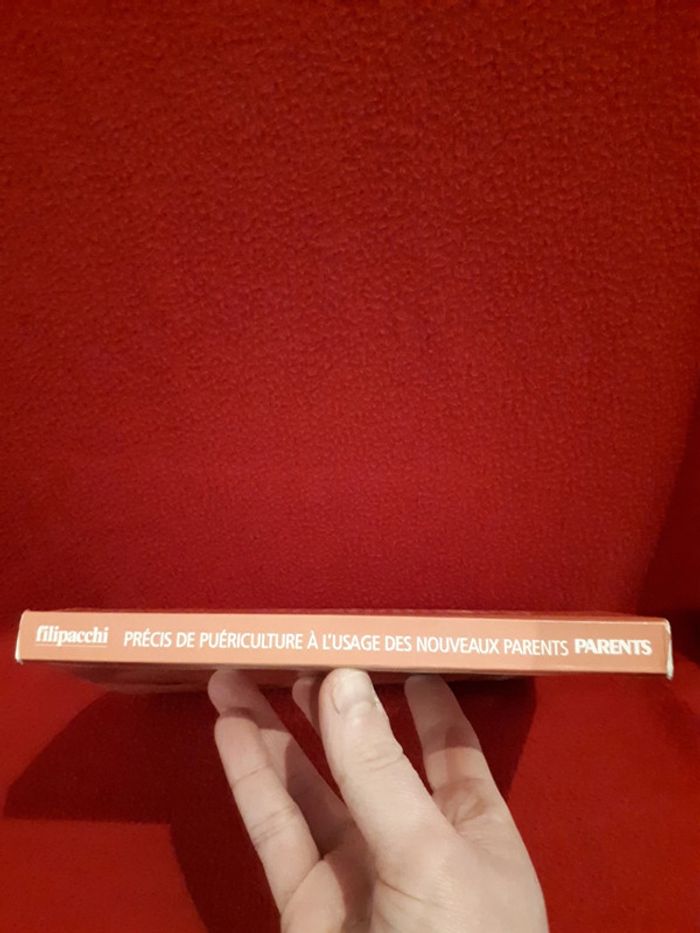 filipacchi PRÉCIS DE PUÉRICULTURE À L'USAGE DES NOUVEAUX PARENTS PARENTS